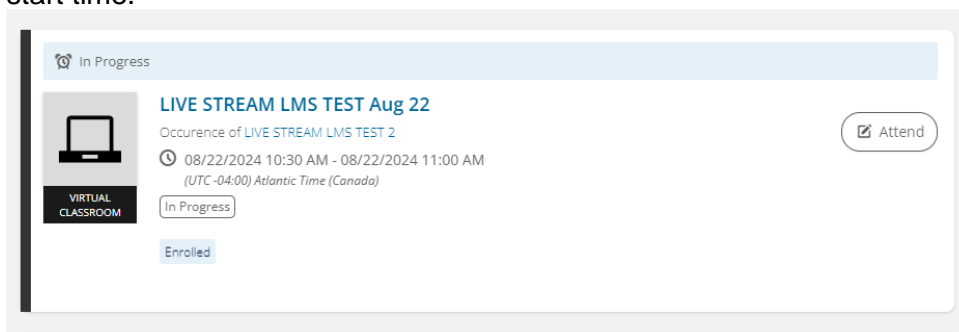 start time.
In Progress
LIVE STREAM LMS TEST Aug 22
Occurence of LIVE STREAM LMS TEST 2
Attend
08/22/2024 10:30 AM - 08/22/2024 11:00 AM
(UTC -04:00) Atlantic Time (Canada)
VIRTUAL
CLASSROOM
In Progress
Enrolled